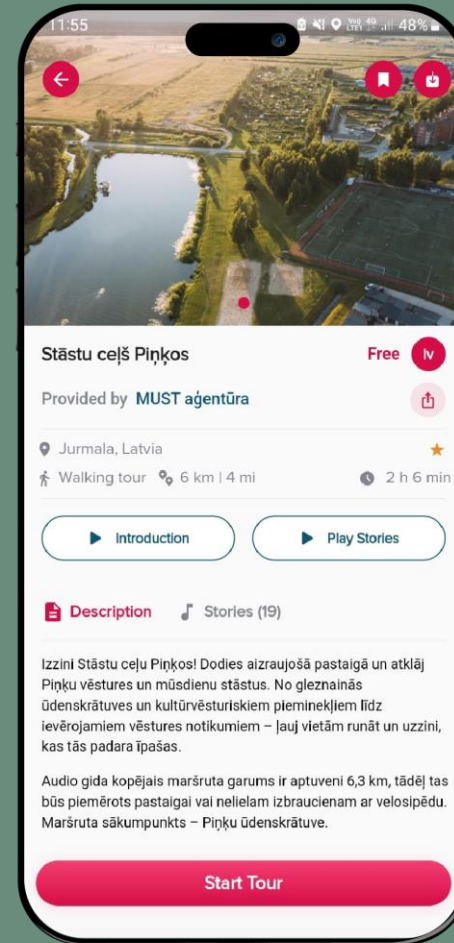 11:55
48%
Stāstu ceļš Piņķos
Free lv
Provided by MUST aģentūra
Jurmala, Latvia
Walking tour 6 km | 4 mi 2 h 6 min
Introduction Play Stories
Description Stories (19)
Izzini Stāstu ceļu Piņķos! Dodies aizraujošā pastaigā un atklāj
Piņķu vēstures un mūsdienu stāstus. No gleznainās
ūdenskrātuves un kultūrvēsturiskiem pieminekļiem līdz
ievērojamiem vēstures notikumiem – ļauj vietām runāt un uzzini,
kas tās padara īpašas.
Audio gida kopējais maršruta garums ir aptuveni 6,3 km, tādēļ tas
būs piemērots pastaigai vai nelielam izbraucienam ar velosipēdu.
Maršruta sākumpunkts – Piņķu ūdenskrātuve.
Start Tour